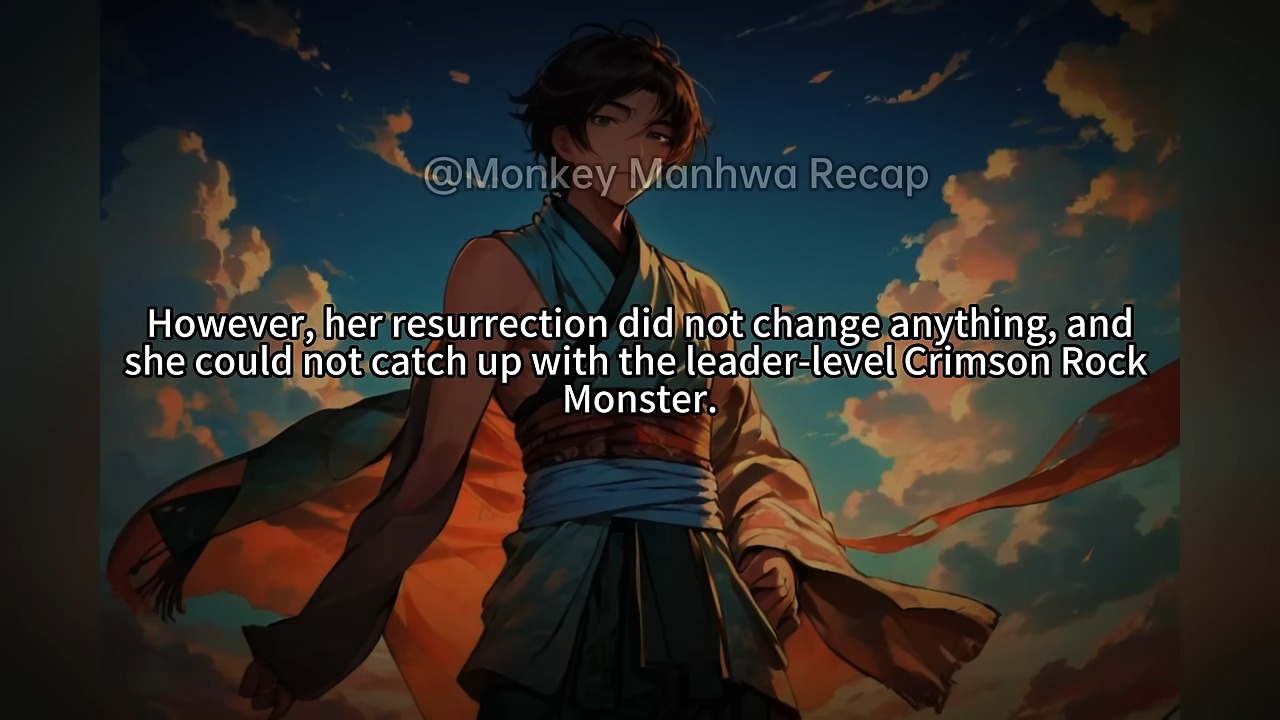 @Monkey Manhwa Recap
However, her resurrection did not change anything, and
she could not catch up with the leader-level Crimson Rock
Monster.